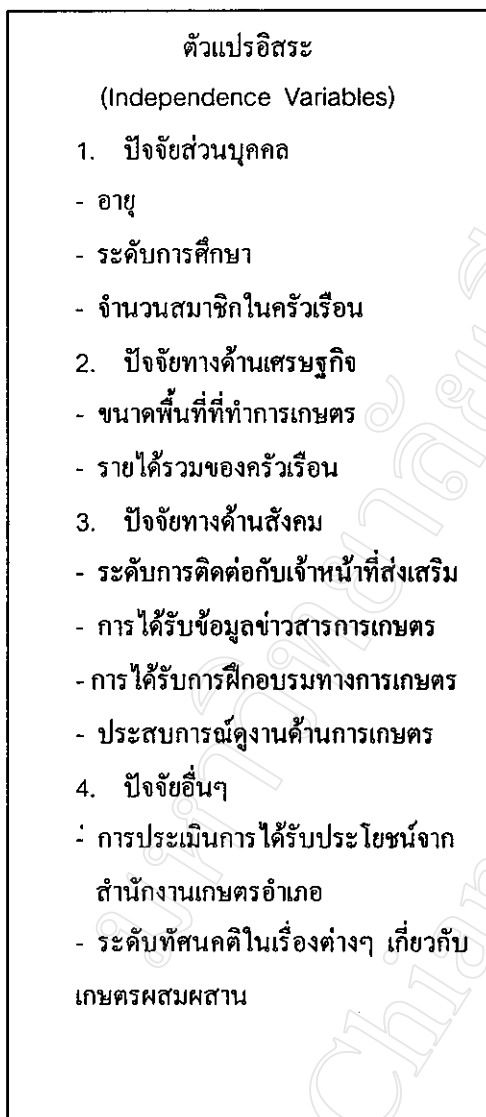 ตัวแปรอิสระ
(Independence Variables)
1. ปัจจัยส่วนบุคคล
- อายุ
- ระดับการศึกษา
- จำนวนสมาชิกในครัวเรือน
2. ปัจจัยทางด้านเศรษฐกิจ
- ขนาดพื้นที่ที่ทำการเกษตร
- รายได้รวมของครัวเรือน
3. ปัจจัยทางด้านสังคม
- ระดับการติดต่อกับเจ้าหน้าที่ส่งเสริม
- การได้รับข้อมูลข่าวสารการเกษตร
- การได้รับการฝึกอบรมทางการเกษตร
- ประสบการณ์ดูงานด้านการเกษตร
4. ปัจจัยอื่นๆ
- การประเมินการได้รับประโยชน์จาก
สำนักงานเกษตรอำเภอ
- ระดับทัศนคติในเรื่องต่างๆ เกี่ยวกับ
เกษตรผสมผสาน